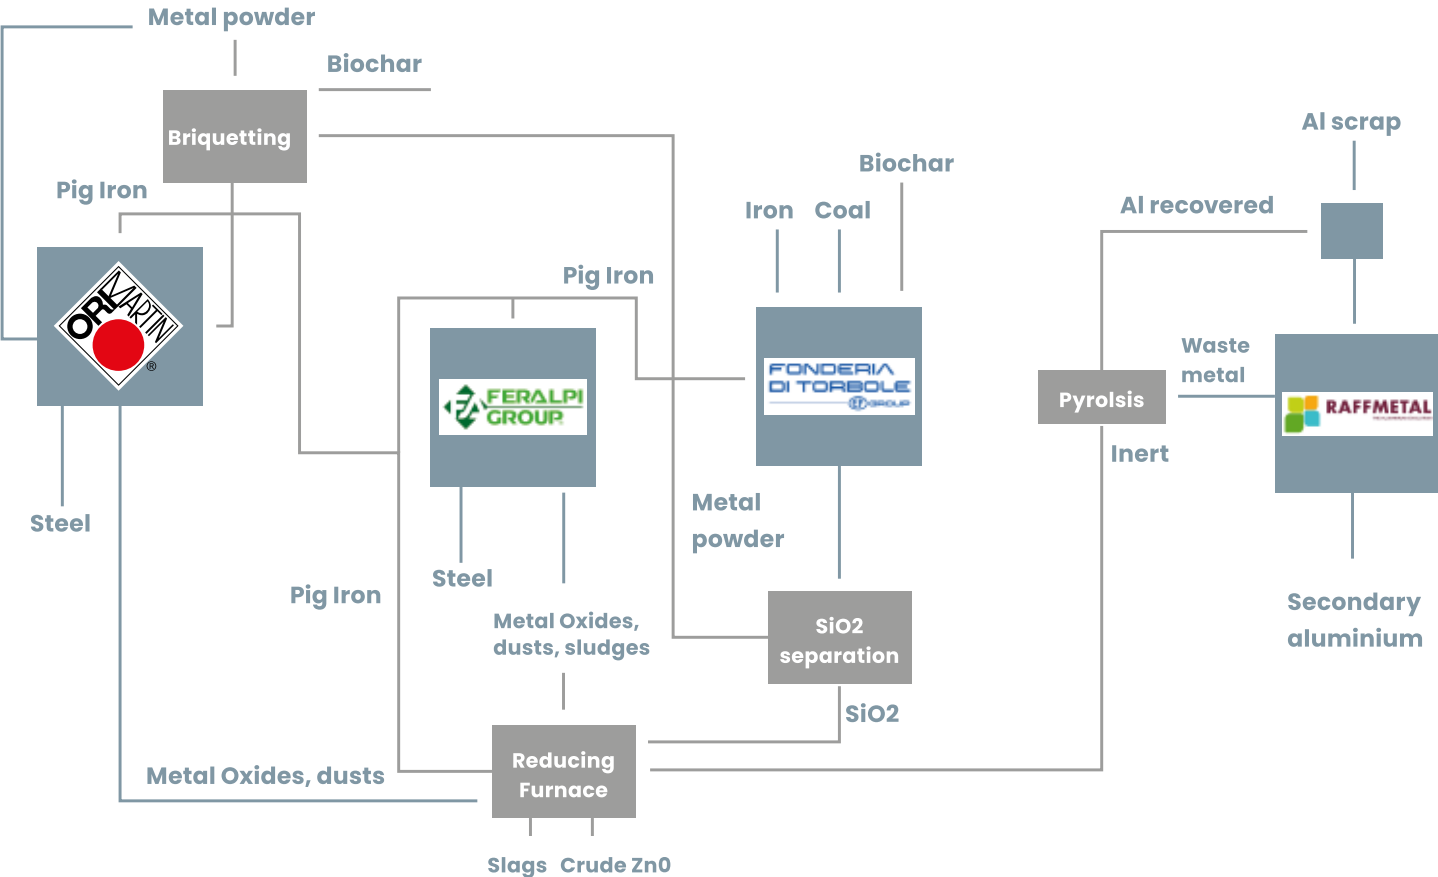 Metal powder
Biochar
Briquetting
Pig Iron
ORI
MARTIN
®
Steel
Pig Iron
FERALPI
GROUP
Steel
Metal Oxides,
dusts, sludges
Pig Iron
Metal Oxides, dusts
Reducing
Furnace
Slags
Crude Zn0
Biochar
Iron
Coal
FONDERIA
DI TORBOLE
GROUP
Metal
powder
SiO2
separation
SiO2
Al scrap
Al recovered
Waste
metal
Pyrolsis
Inert
RAFFMETAL
Secondary
aluminium